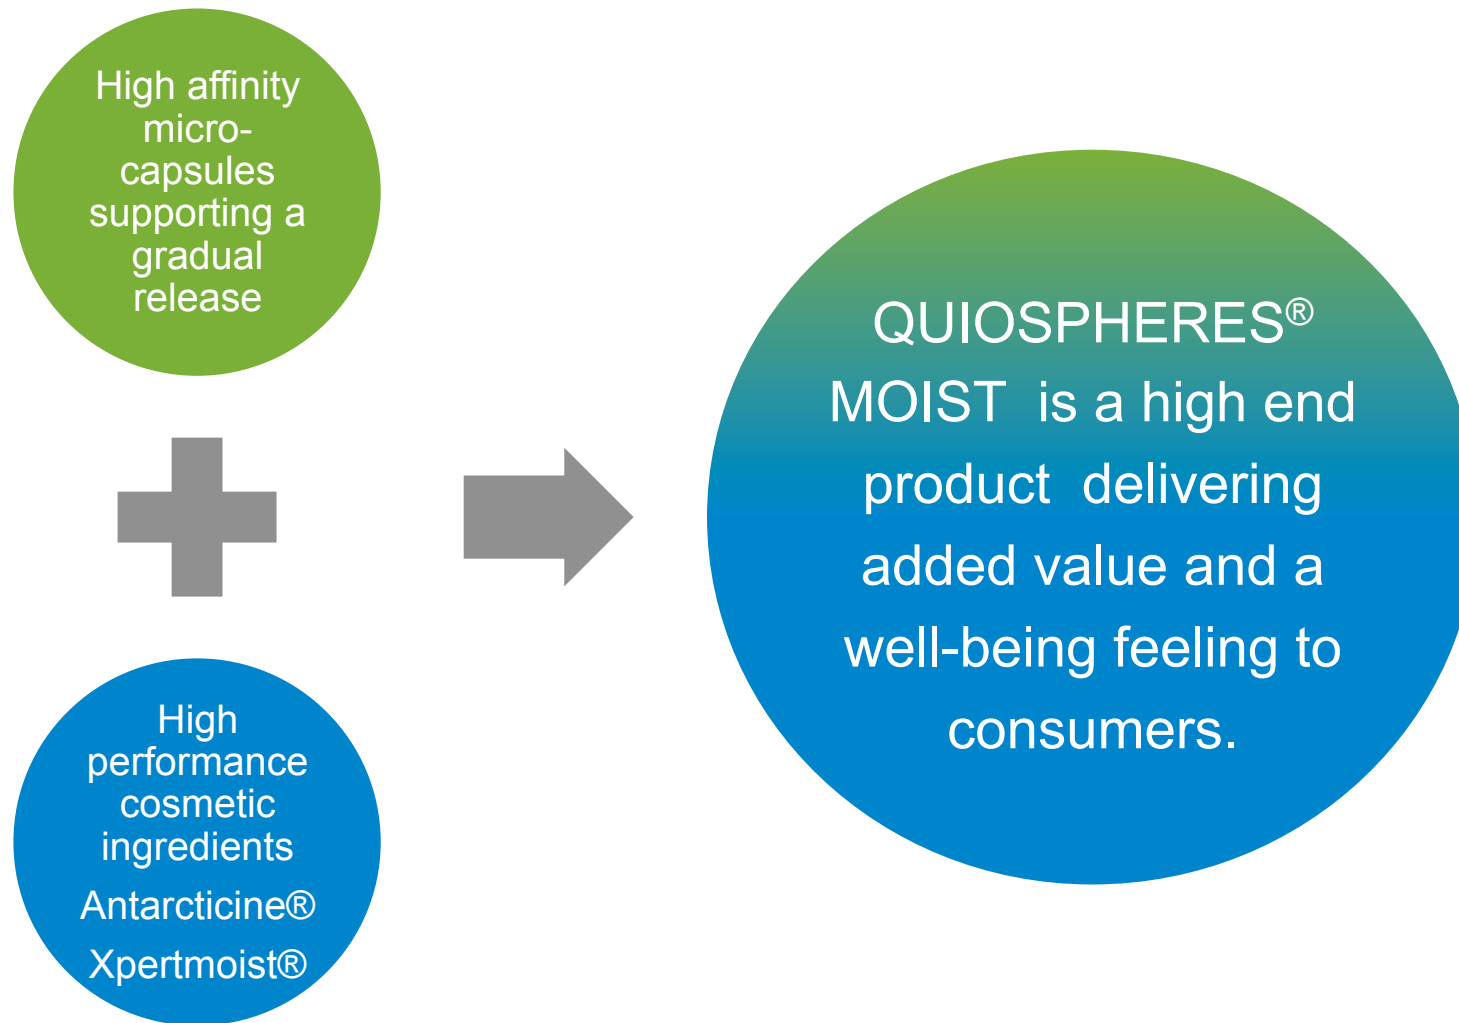 High affinity
micro-
capsules
supporting a
gradual
release
High
performance
cosmetic
ingredients
Antarcticine®
Xpertmoist®
QUIOSPHERES®
MOIST  is a high end
product  delivering
added value and a
well-being feeling to
consumers.